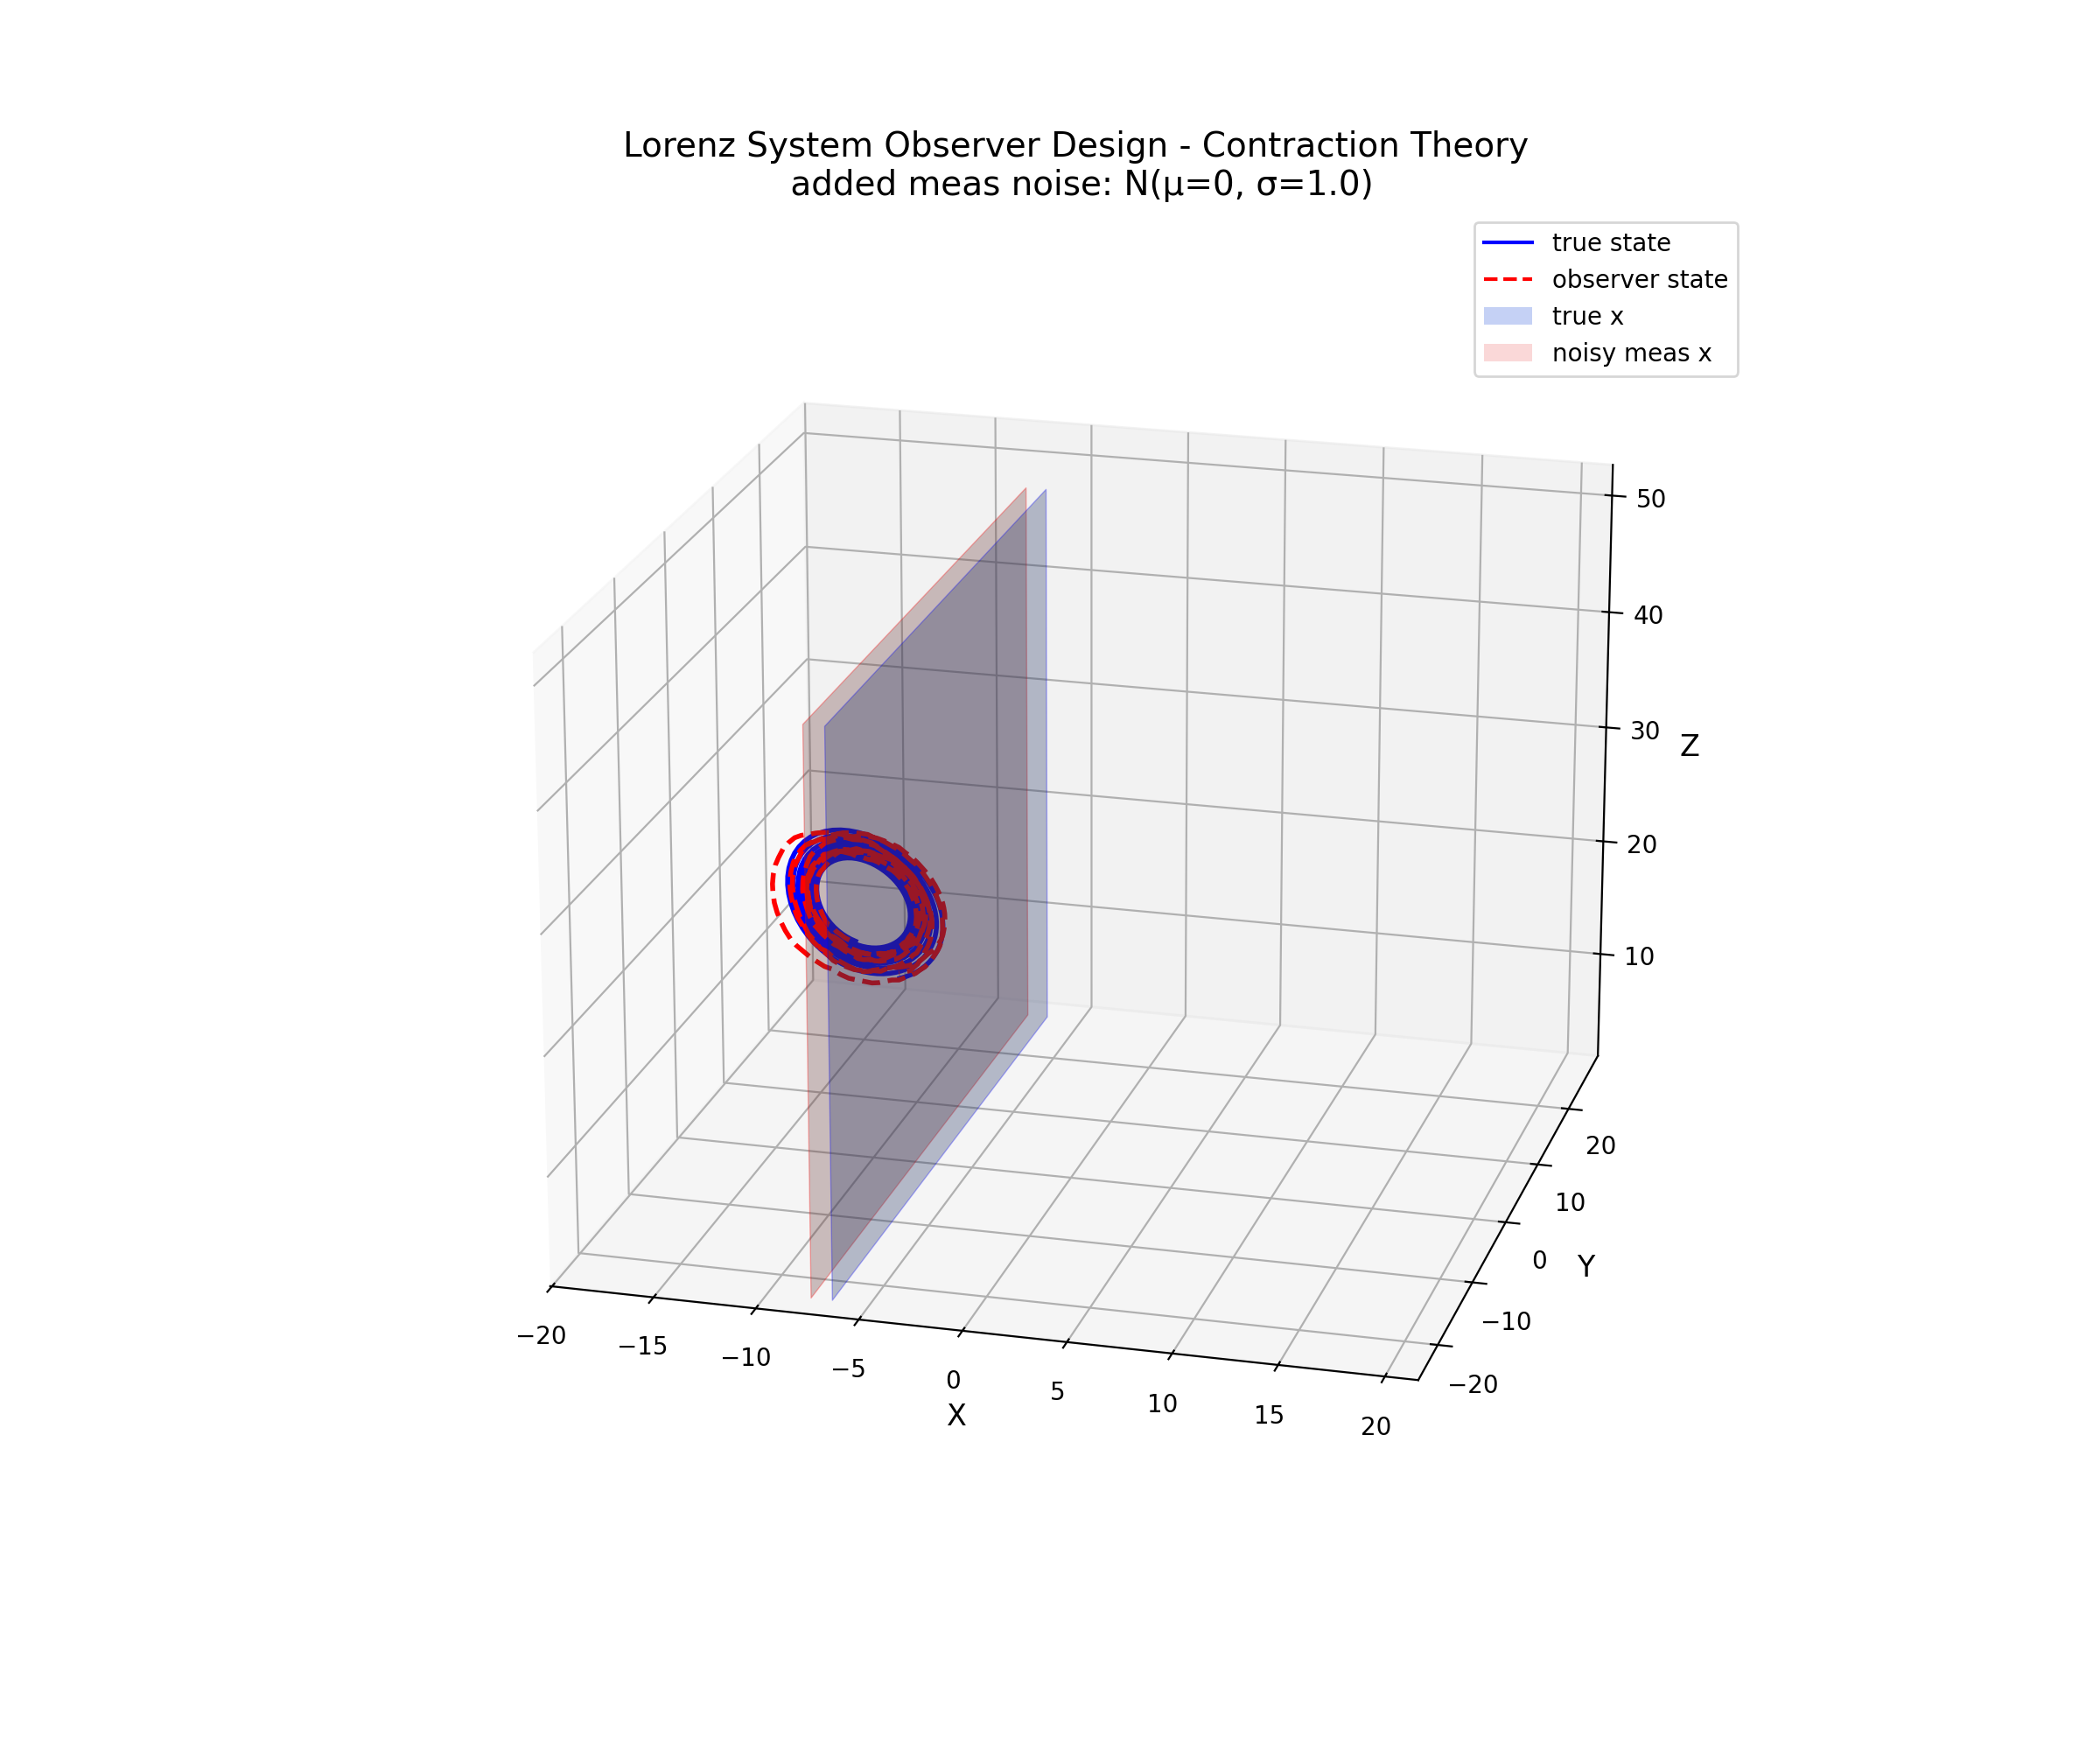 Lorenz System Observer Design - Contraction Theory
added meas noise: N(μ=0, σ=1.0)
true state
observer state
true x
noisy meas x
50
40
30
20
10
Z
20
10
0
−10
−20
Y
−20
−15
−10
−5
0
5
10
15
20
X